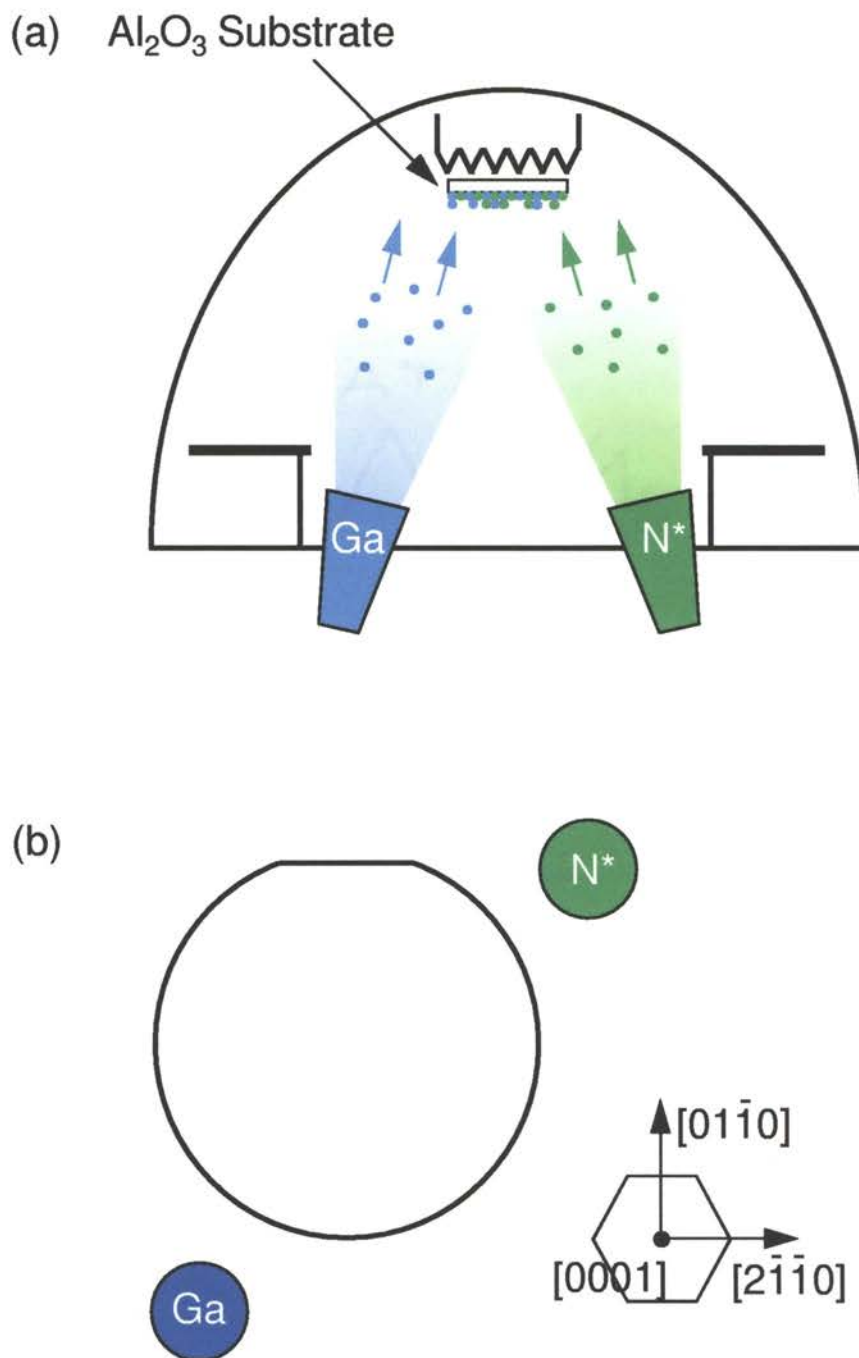 (a) Al₂O₃ Substrate
Ga
N*
(b)
N*
[011̄0]
[0001]
[21̄1̄0]
Ga